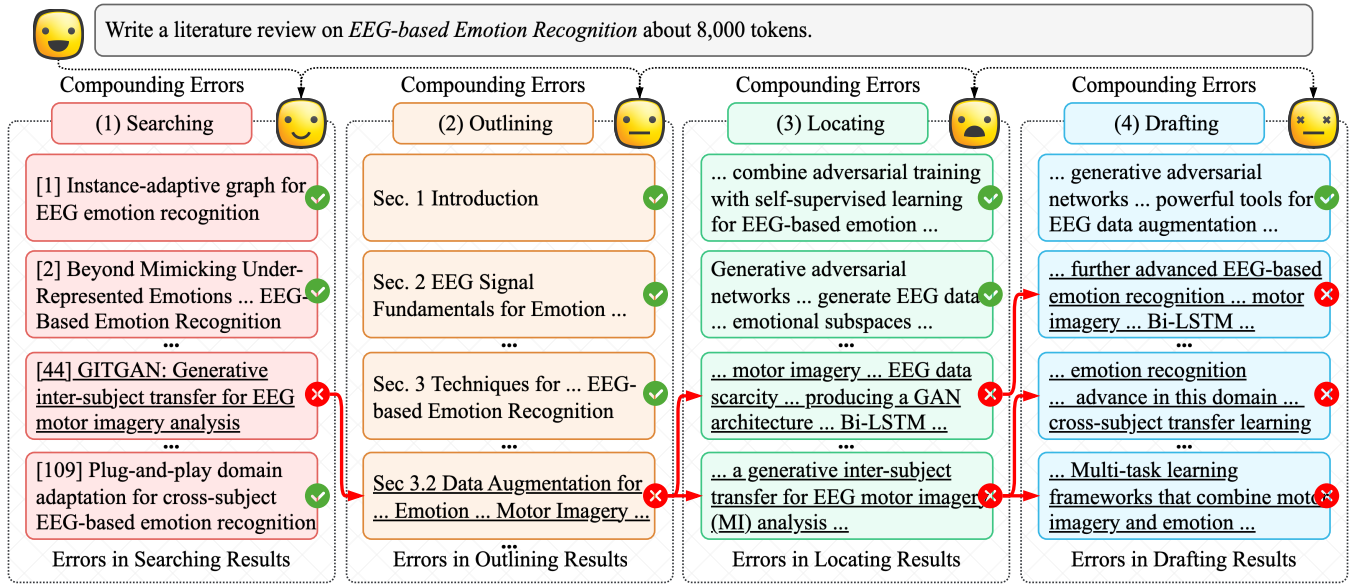 Write a literature review on EEG-based Emotion Recognition about 8,000 tokens.
Compounding Errors
(1) Searching
[1] Instance-adaptive graph for
EEG emotion recognition
[2] Beyond Mimicking Under-
Represented Emotions ... EEG-
Based Emotion Recognition
...
[44] GITGAN: Generative
inter-subject transfer for EEG
motor imagery analysis
...
[109] Plug-and-play domain
adaptation for cross-subject
EEG-based emotion recognition
Errors in Searching Results
Compounding Errors
(2) Outlining
Sec. 1 Introduction
Sec. 2 EEG Signal
Fundamentals for Emotion ...
...
Sec. 3 Techniques for ... EEG-
based Emotion Recognition
...
Sec 3.2 Data Augmentation for
... Emotion ... Motor Imagery ...
...
Errors in Outlining Results
Compounding Errors
(3) Locating
... combine adversarial training
with self-supervised learning
for EEG-based emotion ...
Generative adversarial
networks ... generate EEG data
... emotional subspaces ...
...
... motor imagery ... EEG data
scarcity ... producing a GAN
architecture ... Bi-LSTM ...
...
... a generative inter-subject
transfer for EEG motor imagery
(MI) analysis ...
Errors in Locating Results
Compounding Errors
(4) Drafting
... generative adversarial
networks ... powerful tools for
EEG data augmentation ...
... further advanced EEG-based
emotion recognition ... motor
imagery ... Bi-LSTM ...
...
... emotion recognition
... advance in this domain ...
cross-subject transfer learning
...
... Multi-task learning
frameworks that combine motor
imagery and emotion ...
Errors in Drafting Results